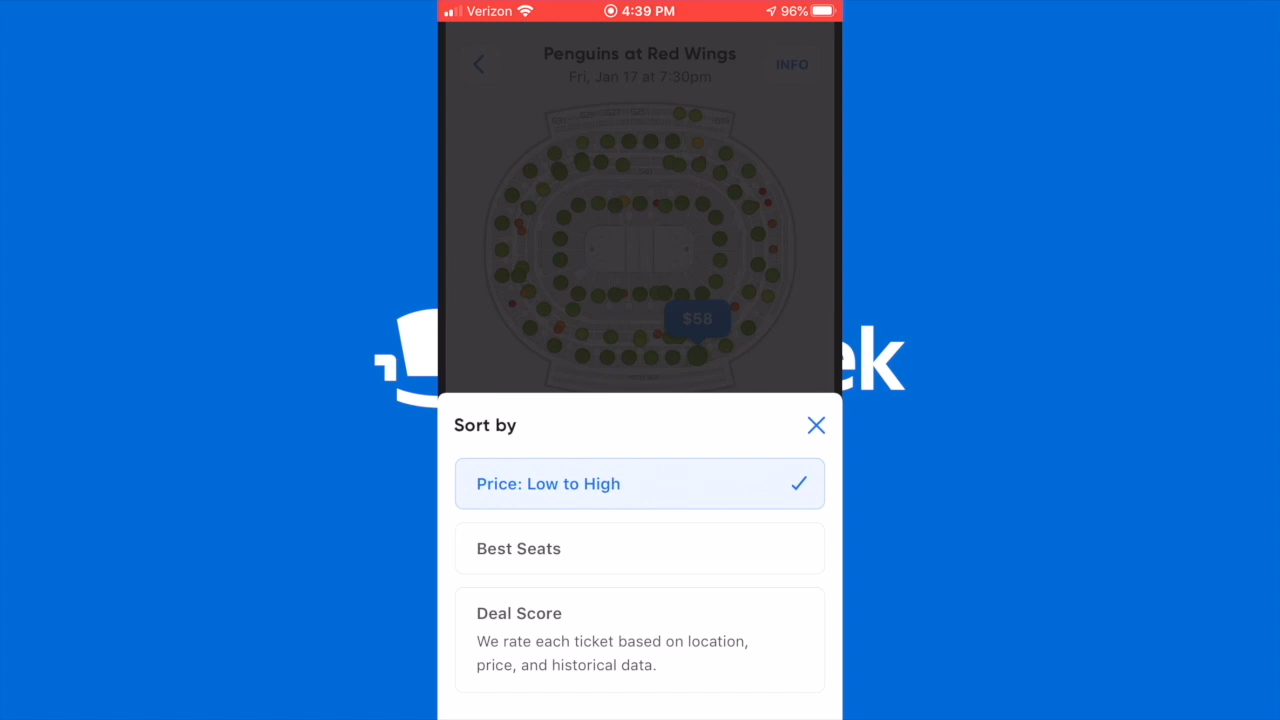 Verizon 4:39 PM 96%
Penguins at Red Wings
Fri, Jan 17 at 7:30pm
INFO
$58
ek
Sort by
Price: Low to High
Best Seats
Deal Score
We rate each ticket based on location,
price, and historical data.